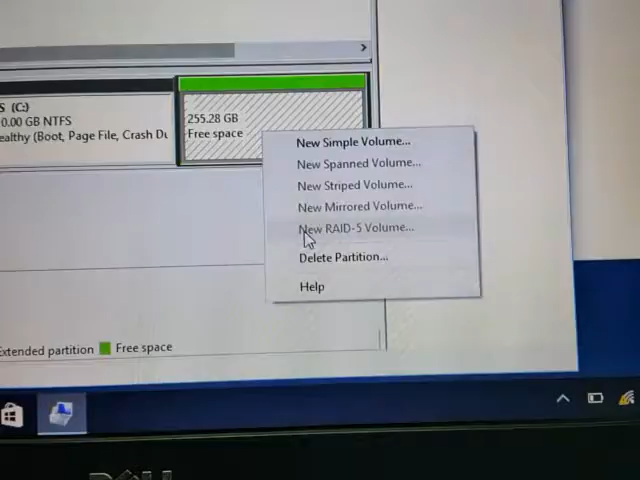 S (C:)
0.00 GB NTFS
ealthy (Boot, Page File, Crash Du
255.28 GB
Free space
New Simple Volume...
New Spanned Volume...
New Striped Volume...
New Mirrored Volume...
New RAID-5 Volume...
Delete Partition...
Help
Extended partition
Free space
DELL